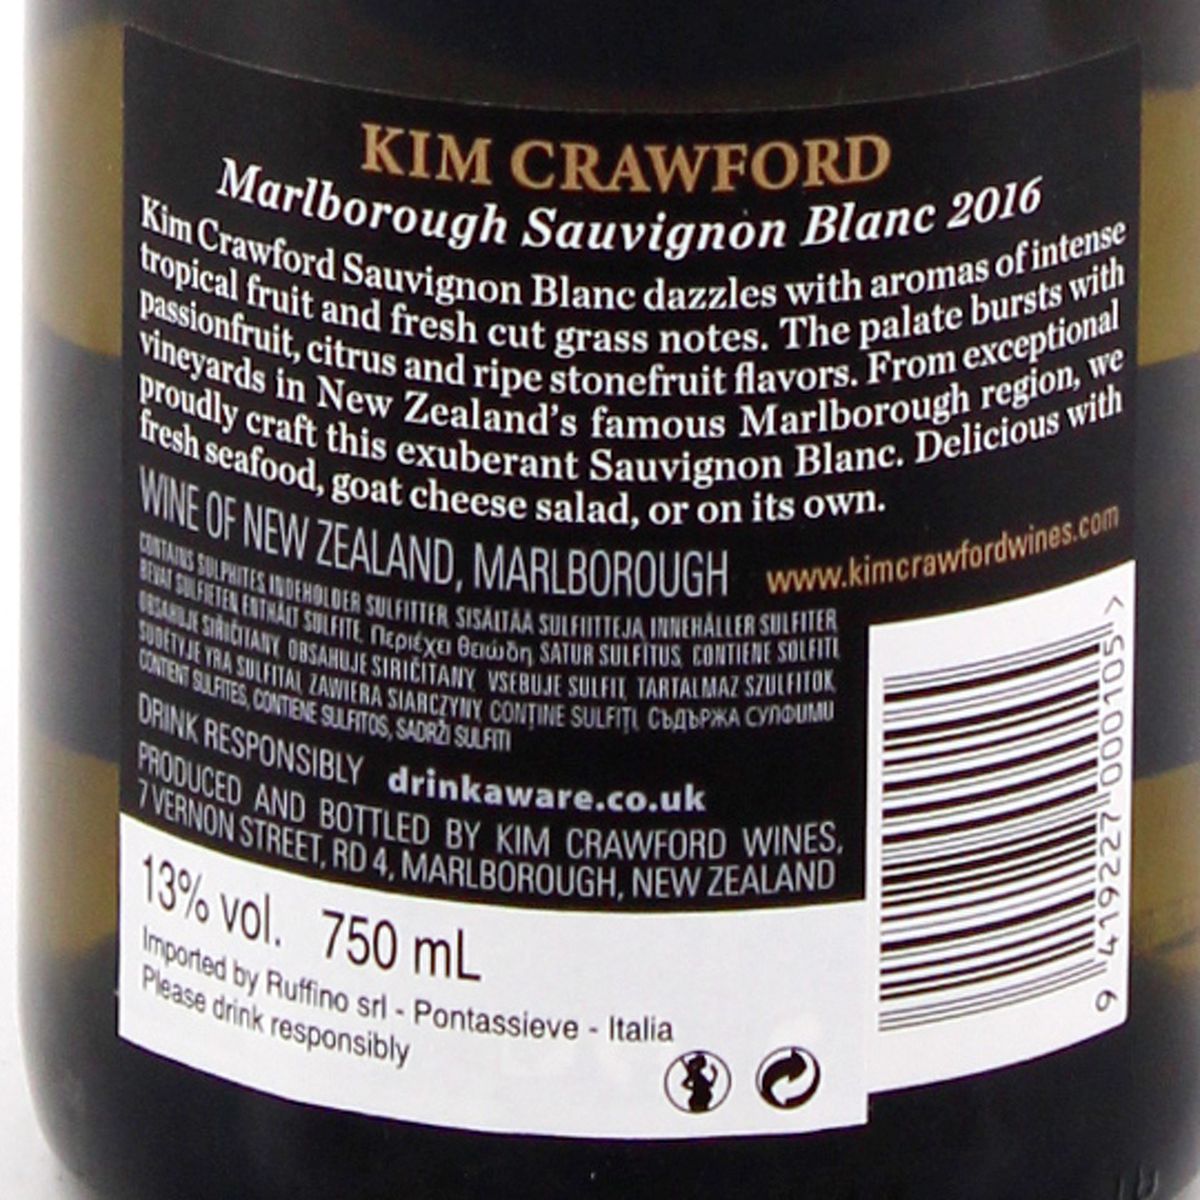 KIM CRAWFORD
Marlborough Sauvignon Blanc 2016
Kim Crawford Sauvignon Blanc dazzles with aromas of intense
tropical fruit and fresh cut grass notes. The palate bursts with
passionfruit, citrus and ripe stonefruit flavors. From exceptional
vineyards in New Zealand's famous Marlborough region, we
proudly craft this exuberant Sauvignon Blanc. Delicious with
fresh seafood, goat cheese salad, or on its own.
WINE OF NEW ZEALAND, MARLBOROUGH
www.kimcrawfordwines.com
CONTAINS SULPHITES, INDEHOLDER SULFITTER, SISÄLTÄÄ SULFIITTEJA, INNEHÅLLER SULFITER,
BEVAT SULFIETEN, ENTHÄLT SULFITE, Περιέχει θειώδη, SATUR SULFĪTUS, CONTIENE SOLFITI,
OBSAHUJE SIŘIČITANY, OBSAHUJE SIRIČITANY, VSEBUJE SULFIT, TARTALMAZ SZULFITOK,
SUDĖTYJE YRA SULFITAI, ZAWIERA SIARCZYNY, CONȚINE SULFIȚI, СЪДЪРЖА СУЛФИМИ
CONTIENT SULFITES, CONTIENE SULFITOS, SADRŽI SULFITI
DRINK RESPONSIBLY drinkaware.co.uk
PRODUCED AND BOTTLED BY KIM CRAWFORD WINES,
7 VERNON STREET, RD 4, MARLBOROUGH, NEW ZEALAND
13% vol. 750 mL
Imported by Ruffino srl - Pontassieve - Italia
Please drink responsibly
9 419227 000105 >